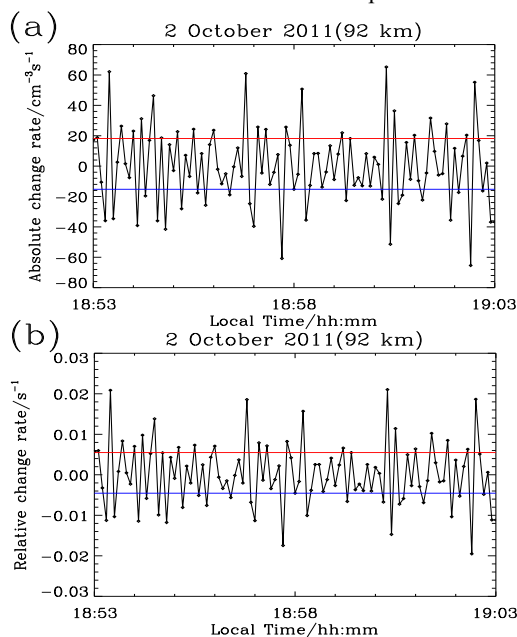 (a)
2 October 2011(92 km)
Absolute change rate/cm⁻³s⁻¹
80
60
40
20
0
−20
−40
−60
−80
18:53 18:58 19:03
Local Time/hh:mm
(b)
2 October 2011(92 km)
Relative change rate/s⁻¹
0.03
0.02
0.01
0.00
−0.01
−0.02
−0.03
18:53 18:58 19:03
Local Time/hh:mm